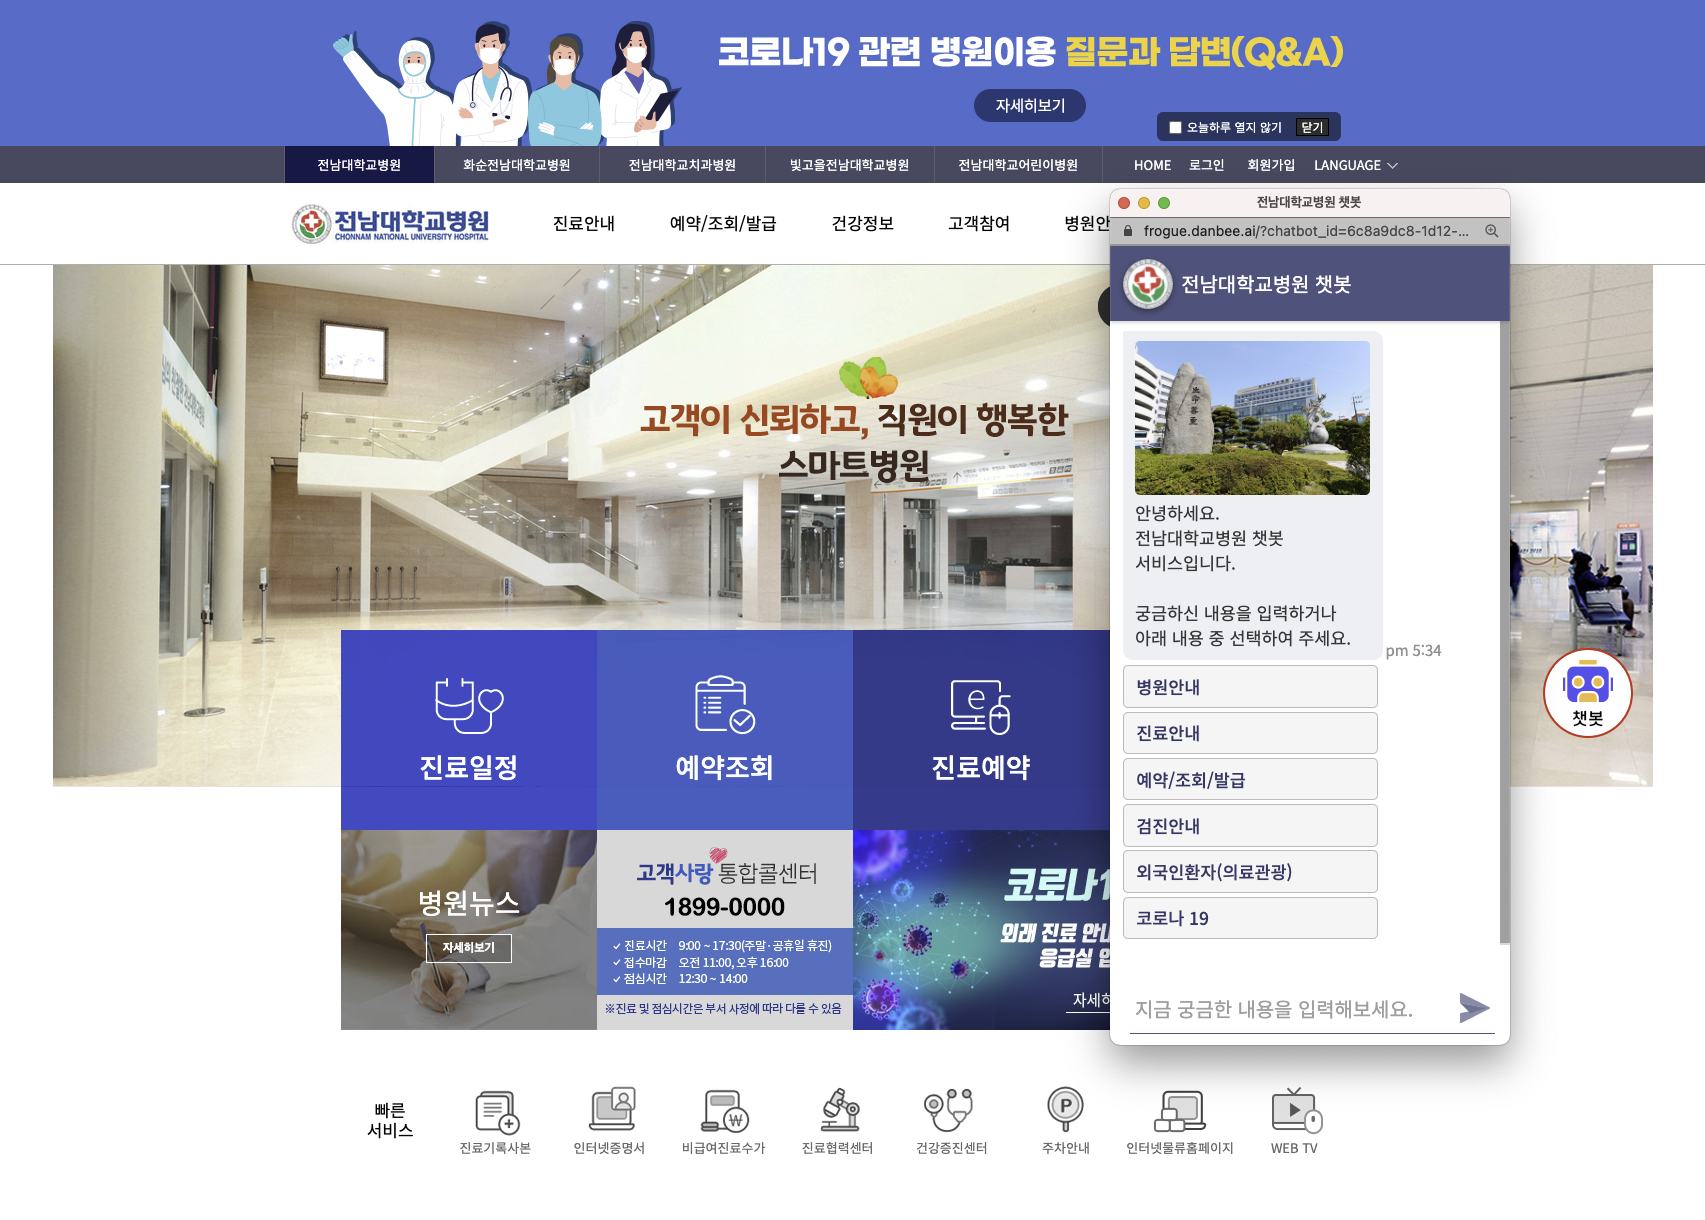 코로나19 관련 병원이용 질문과 답변(Q&A)
자세히보기
오늘하루 열지 않기 닫기
전남대학교병원 화순전남대학교병원 전남대학교치과병원 빛고을전남대학교병원 전남대학교어린이병원 HOME 로그인 회원가입 LANGUAGE
전남대학교병원
CHONNAM NATIONAL UNIVERSITY HOSPITAL
진료안내 예약/조회/발급 건강정보 고객참여 병원안
고객이 신뢰하고, 직원이 행복한
스마트병원
진료일정 예약조회 진료예약
병원뉴스
자세히보기
고객사랑 통합콜센터
1899-0000
진료시간 9:00 ~ 17:30(주말·공휴일 휴진)
접수마감 오전 11:00, 오후 16:00
점심시간 12:30 ~ 14:00
※진료 및 점심시간은 부서 사정에 따라 다를 수 있음
코로나1
외래 진료 안내
응급실 입
자세히
전남대학교병원 챗봇
frogue.danbee.ai/?chatbot_id=6c8a9dc8-1d12-...
전남대학교병원 챗봇
안녕하세요.
전남대학교병원 챗봇
서비스입니다.
궁금하신 내용을 입력하거나
아래 내용 중 선택하여 주세요.
pm 5:34
병원안내
진료안내
예약/조회/발급
검진안내
외국인환자(의료관광)
코로나 19
지금 궁금한 내용을 입력해보세요.
챗봇
빠른
서비스
진료기록사본 인터넷증명서 비급여진료수가 진료협력센터 건강증진센터 주차안내 인터넷물류홈페이지 WEB TV